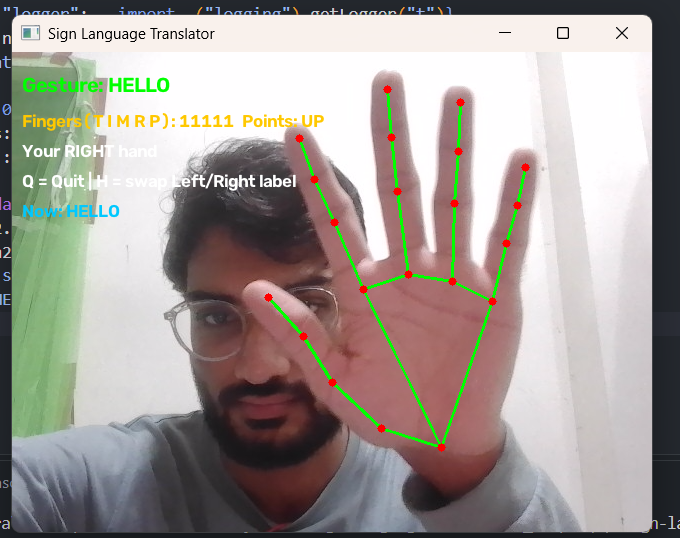 "logger": __import__("logging").getLogger("t")}
Sign Language Translator
Gesture: HELLO
Fingers(T I M R P): 11111 Points: UP
Your RIGHT hand
Q = Quit | H = swap Left/Right label
Now: HELLO